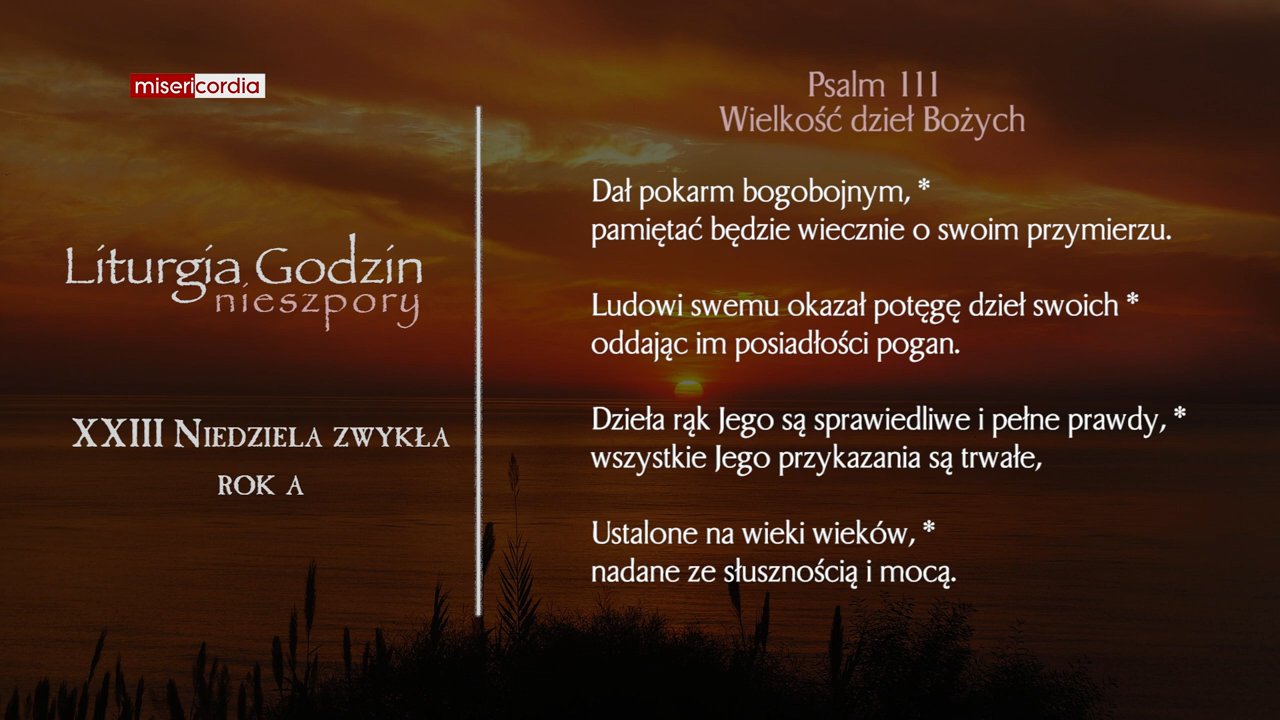 misericordia
Liturgia Godzin
nieszpory
XXIII Niedziela zwykła
rok A
Psalm 111
Wielkość dzieł Bożych
Dał pokarm bogobojnym, *
pamiętać będzie wiecznie o swoim przymierzu.
Ludowi swemu okazał potęgę dzieł swoich *
oddając im posiadłości pogan.
Dzieła rąk Jego są sprawiedliwe i pełne prawdy, *
wszystkie Jego przykazania są trwałe,
Ustalone na wieki wieków, *
nadane ze słusznością i mocą.